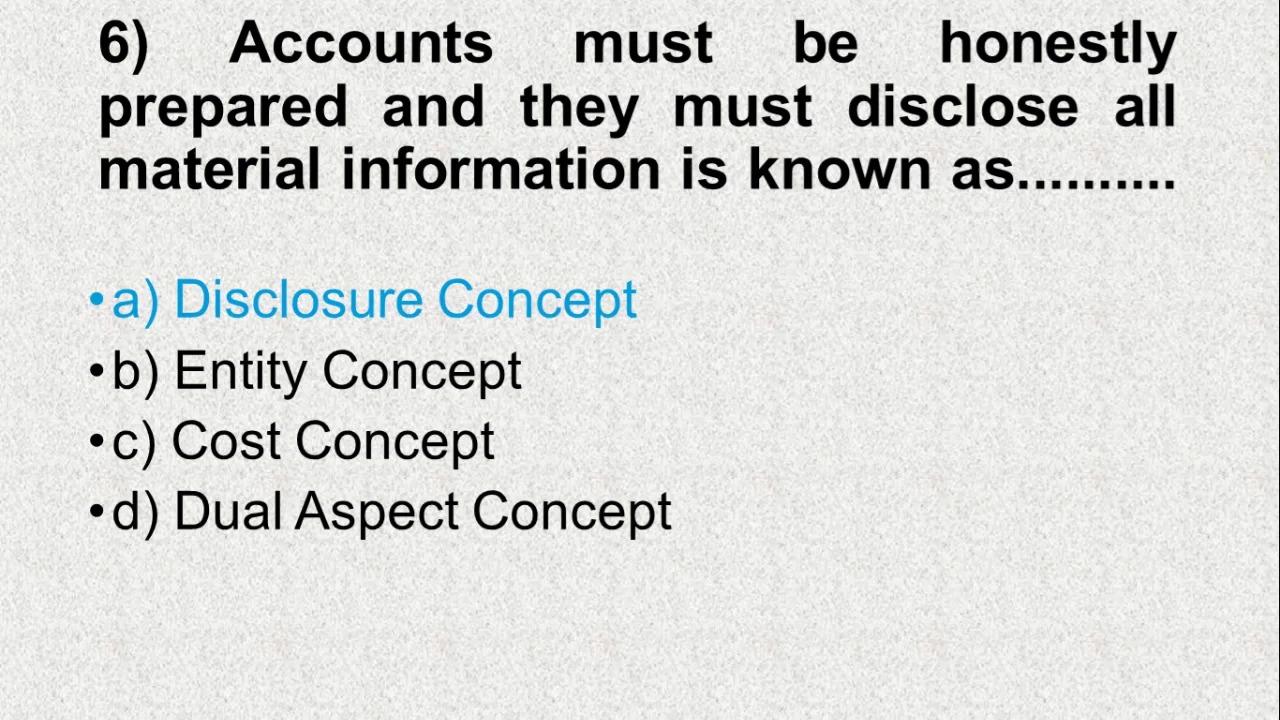 6) Accounts must be honestly
prepared and they must disclose all
material information is known as..........
•a) Disclosure Concept
•b) Entity Concept
•c) Cost Concept
•d) Dual Aspect Concept